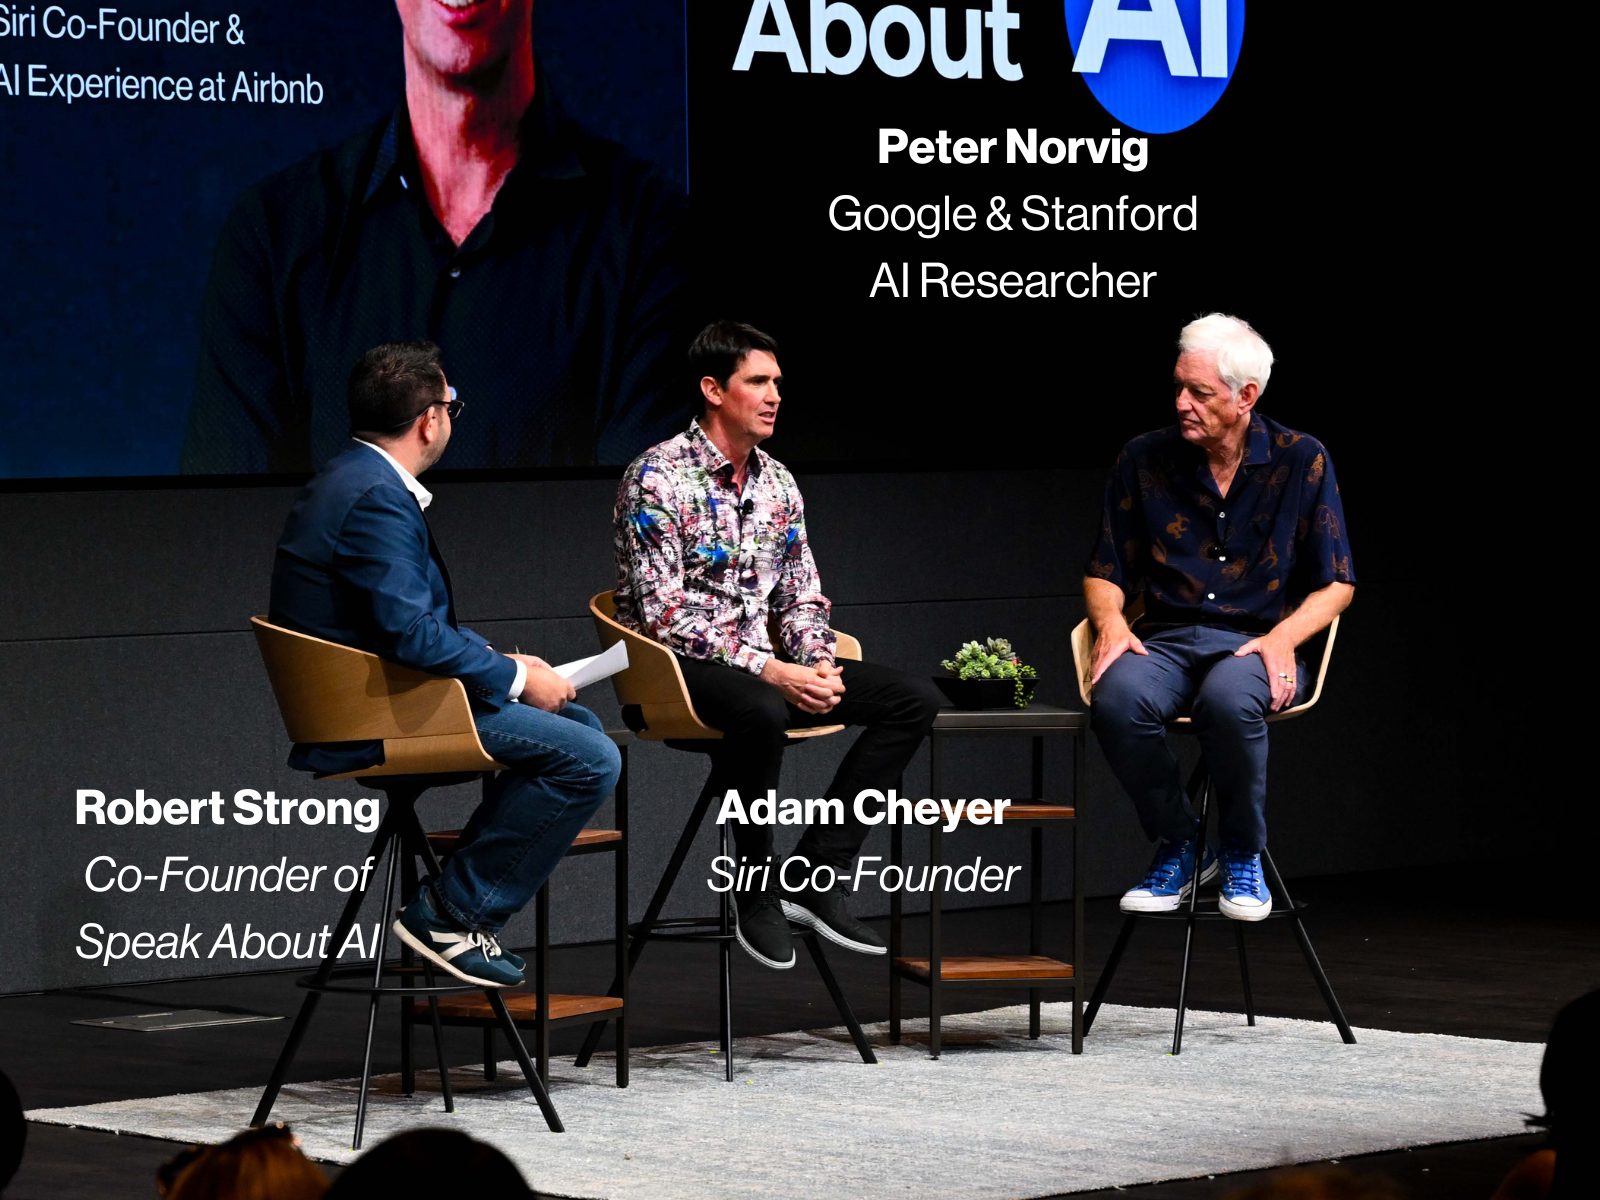 Siri Co-Founder &
AI Experience at Airbnb
About AI
Peter Norvig
Google & Stanford
AI Researcher
Robert Strong
Co-Founder of
Speak About AI
Adam Cheyer
Siri Co-Founder